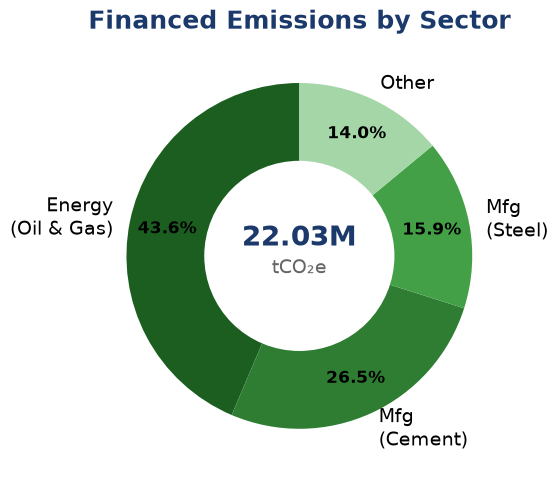 Financed Emissions by Sector
Other
14.0%
Energy
(Oil & Gas)
43.6%
Mfg
(Steel)
15.9%
22.03M
tCO₂e
26.5%
Mfg
(Cement)